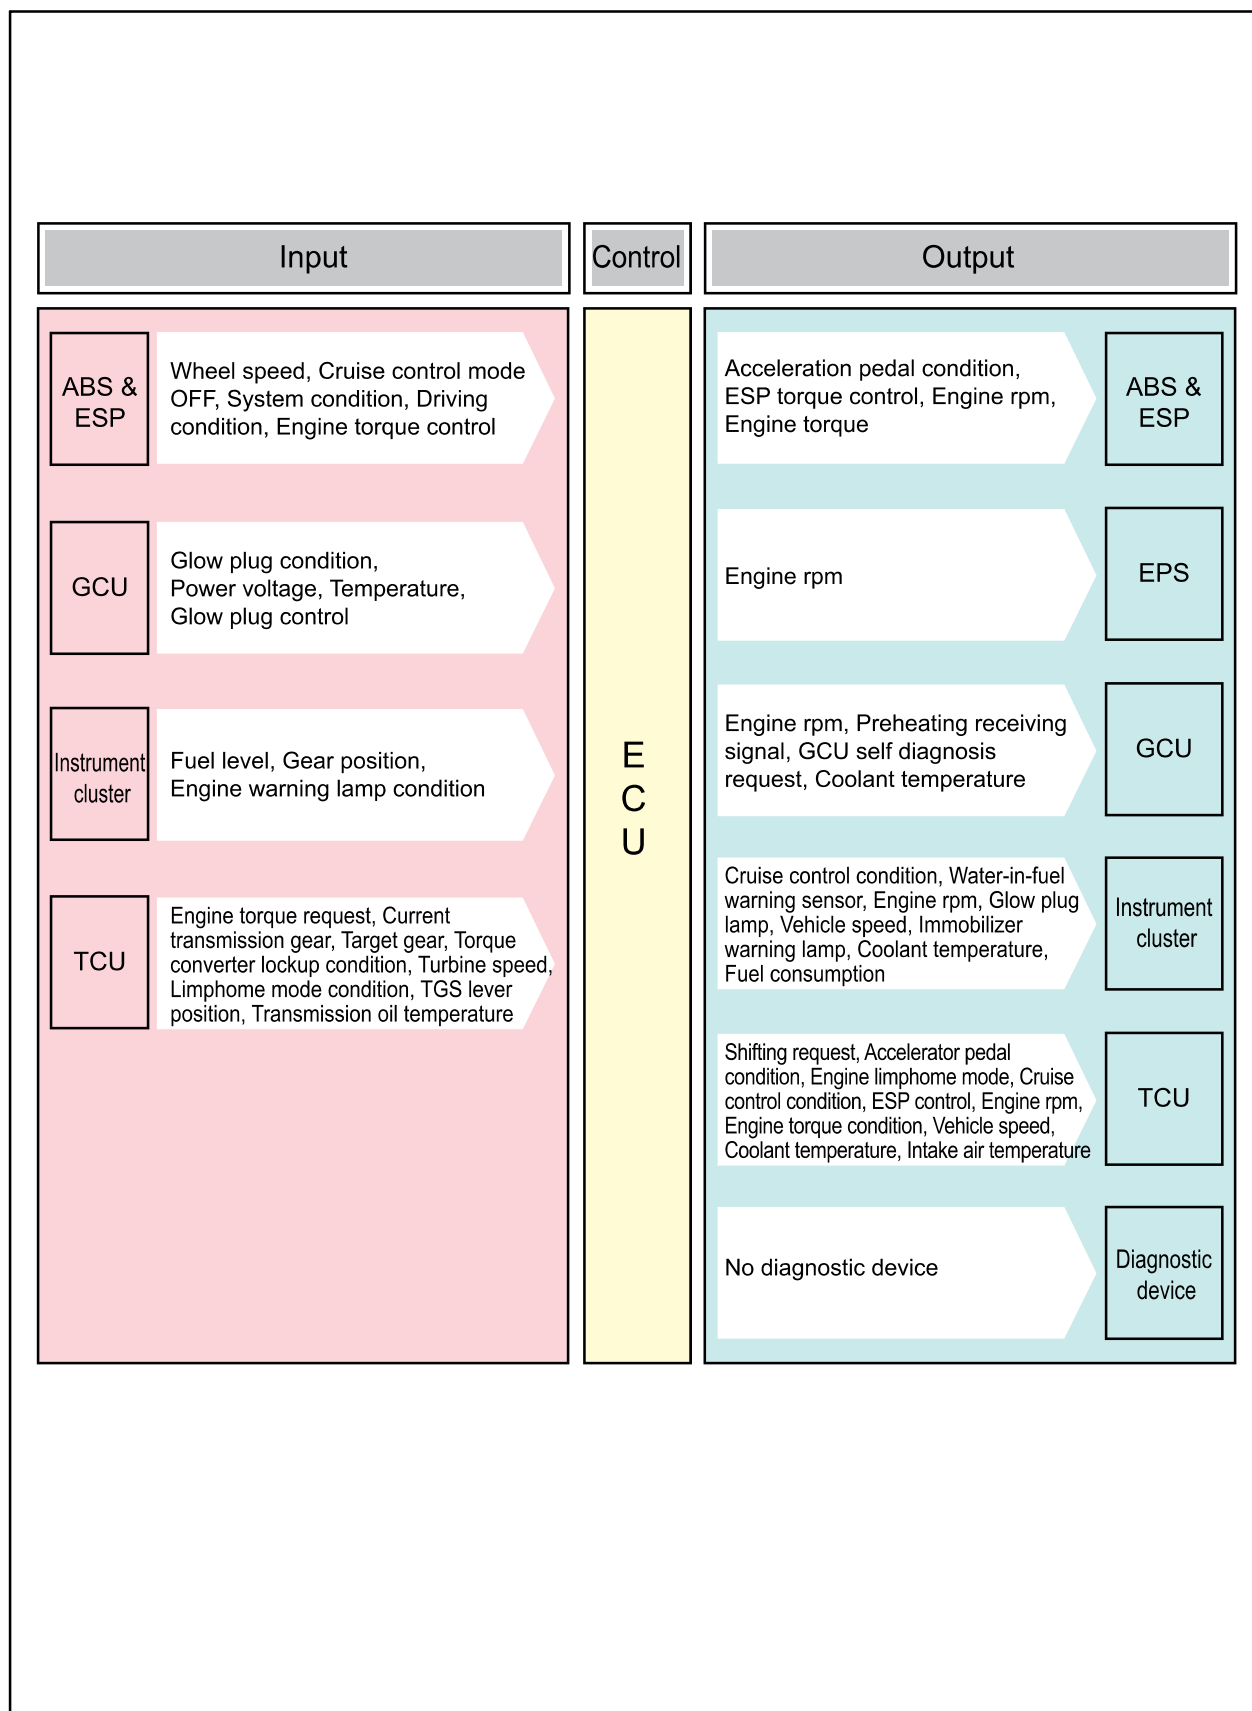 Input
Control
Output
ABS &
ESP
Wheel speed, Cruise control mode
OFF, System condition, Driving
condition, Engine torque control
GCU
Glow plug condition,
Power voltage, Temperature,
Glow plug control
Instrument
cluster
Fuel level, Gear position,
Engine warning lamp condition
TCU
Engine torque request, Current
transmission gear, Target gear, Torque
converter lockup condition, Turbine speed,
Limphome mode condition, TGS lever
position, Transmission oil temperature
E
C
U
Acceleration pedal condition,
ESP torque control, Engine rpm,
Engine torque
ABS &
ESP
Engine rpm
EPS
Engine rpm, Preheating receiving
signal, GCU self diagnosis
request, Coolant temperature
GCU
Cruise control condition, Water-in-fuel
warning sensor, Engine rpm, Glow plug
lamp, Vehicle speed, Immobilizer
warning lamp, Coolant temperature,
Fuel consumption
Instrument
cluster
Shifting request, Accelerator pedal
condition, Engine limphome mode, Cruise
control condition, ESP control, Engine rpm,
Engine torque condition, Vehicle speed,
Coolant temperature, Intake air temperature
TCU
No diagnostic device
Diagnostic
device